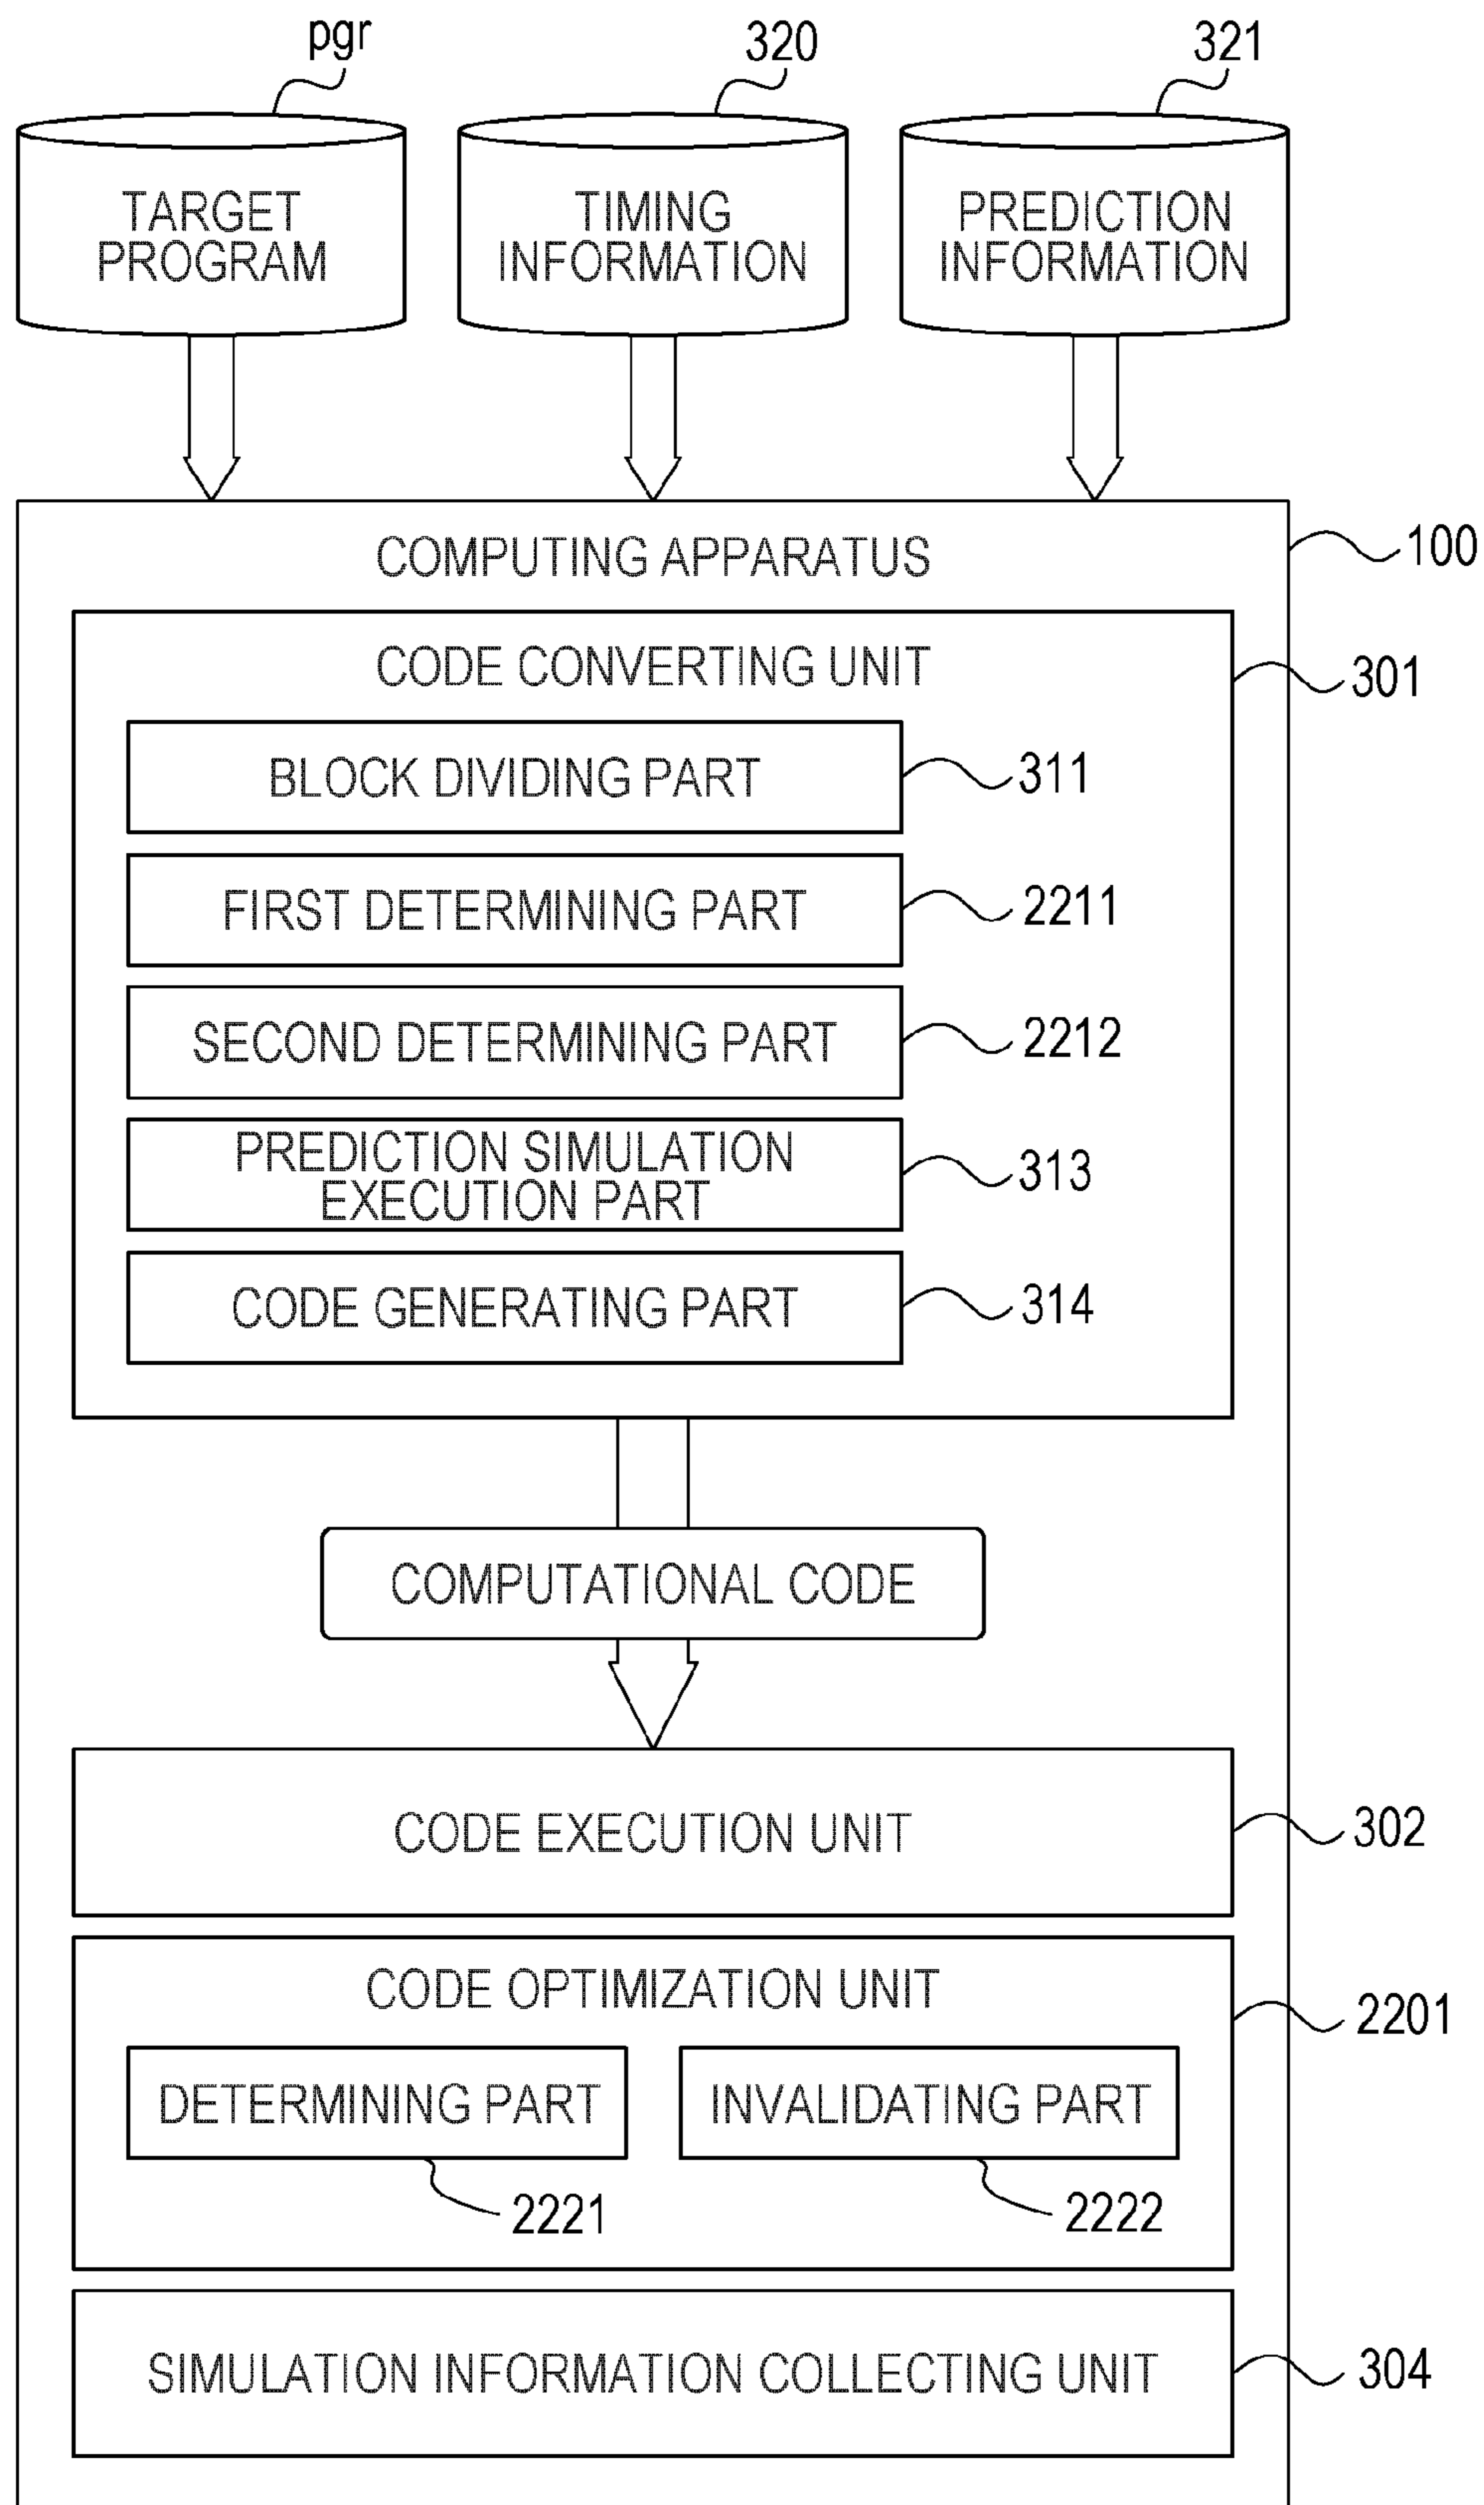 pgr
320
321
TARGET
PROGRAM
TIMING
INFORMATION
PREDICTION
INFORMATION
COMPUTING APPARATUS
100
CODE CONVERTING UNIT
301
BLOCK DIVIDING PART
311
FIRST DETERMINING PART
2211
SECOND DETERMINING PART
2212
PREDICTION SIMULATION
EXECUTION PART
313
CODE GENERATING PART
314
COMPUTATIONAL CODE
CODE EXECUTION UNIT
302
CODE OPTIMIZATION UNIT
2201
DETERMINING PART
INVALIDATING PART
2221
2222
SIMULATION INFORMATION COLLECTING UNIT
304